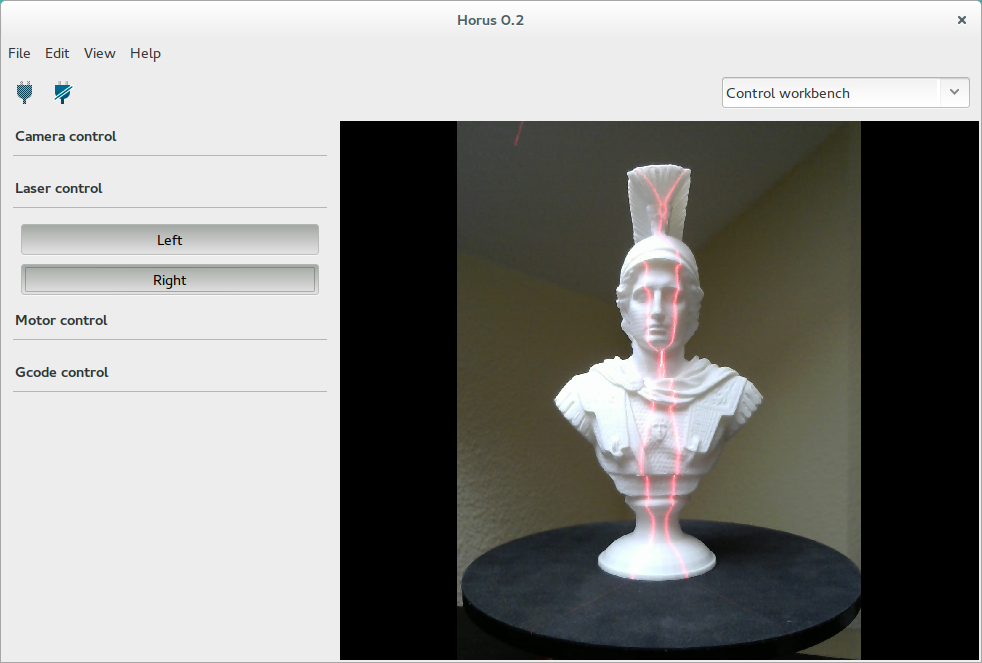 Horus 0.2
File Edit View Help
Control workbench
Camera control
Laser control
Left
Right
Motor control
Gcode control